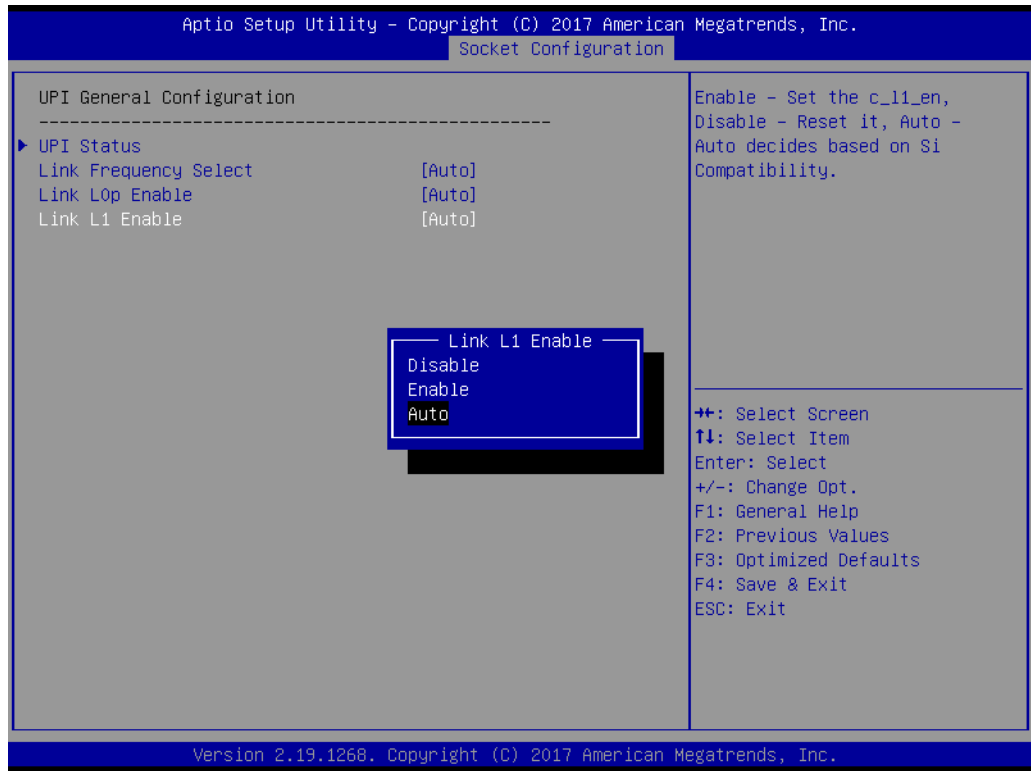 Aptio Setup Utility – Copyright (C) 2017 American Megatrends, Inc.
Socket Configuration
UPI General Configuration
--------------------------------------------------
UPI Status
Link Frequency Select [Auto]
Link L0p Enable [Auto]
Link L1 Enable [Auto]
Link L1 Enable
Disable
Enable
Auto
Enable – Set the c_l1_en,
Disable – Reset it, Auto –
Auto decides based on Si
Compatibility.
→←: Select Screen
↑↓: Select Item
Enter: Select
+/-: Change Opt.
F1: General Help
F2: Previous Values
F3: Optimized Defaults
F4: Save & Exit
ESC: Exit
Version 2.19.1268. Copyright (C) 2017 American Megatrends, Inc.